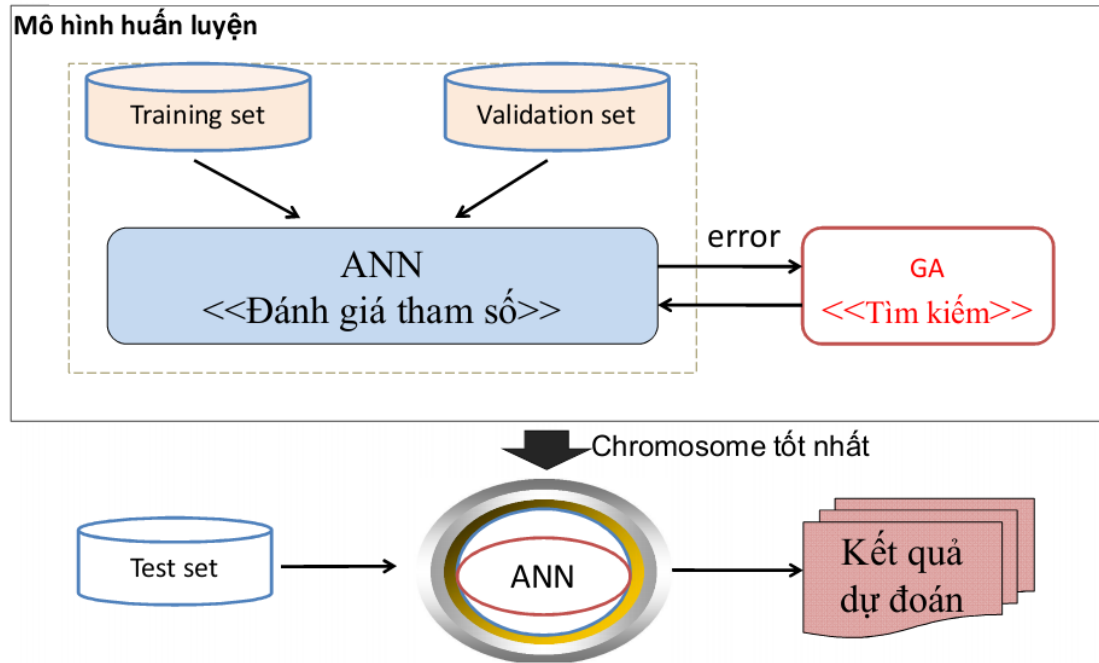 Mô hình huấn luyện
Training set
Validation set
ANN
<<Đánh giá tham số>>
error
GA
<<Tìm kiếm>>
Chromosome tốt nhất
Test set
ANN
Kết quả
dự đoán